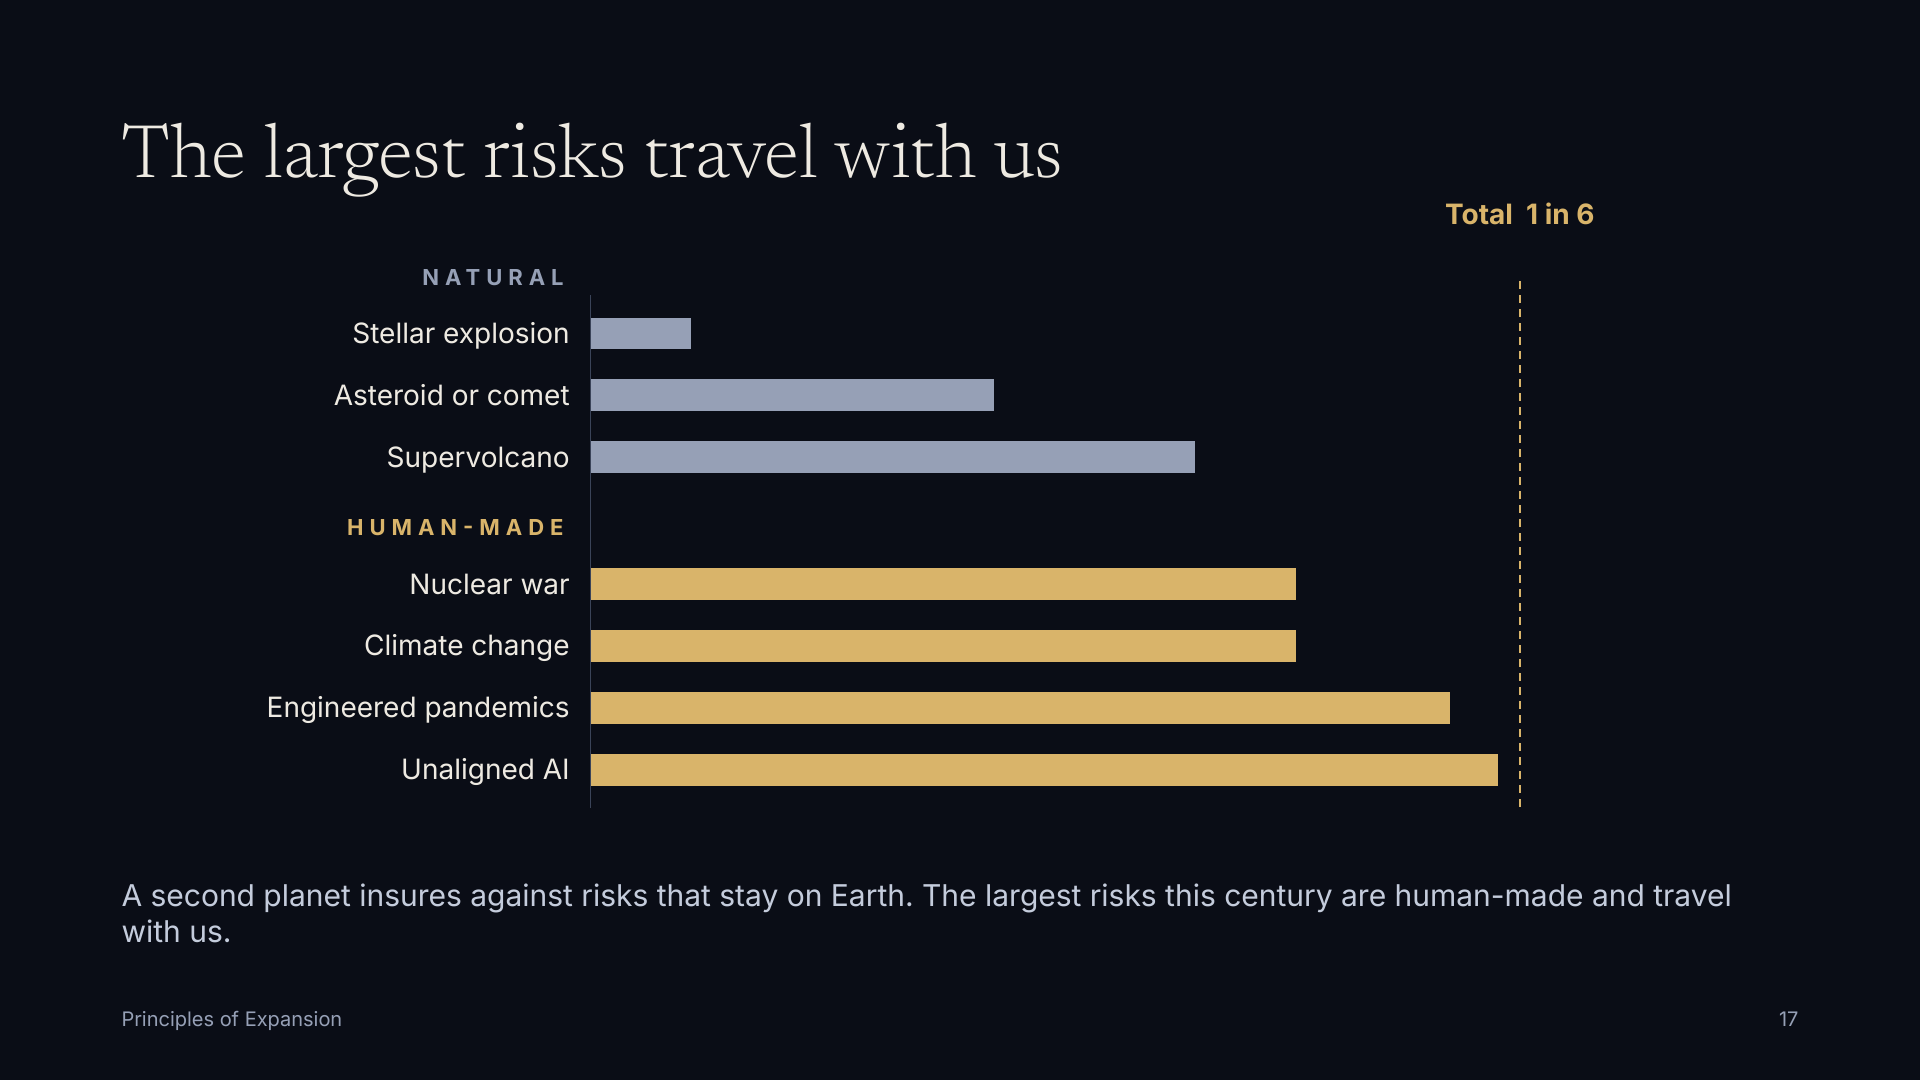 The largest risks travel with us
Total 1 in 6
NATURAL
Stellar explosion
Asteroid or comet
Supervolcano
HUMAN-MADE
Nuclear war
Climate change
Engineered pandemics
Unaligned AI
A second planet insures against risks that stay on Earth. The largest risks this century are human-made and travel
with us.
Principles of Expansion
17